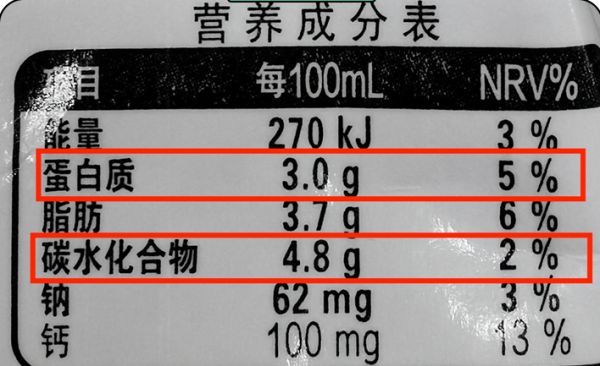 营养成分表
项目 每100mL NRV%
能量 270 kJ 3 %
蛋白质 3.0 g 5 %
脂肪 3.7 g 6 %
碳水化合物 4.8 g 2 %
钠 62 mg 3 %
钙 100 mg 13 %